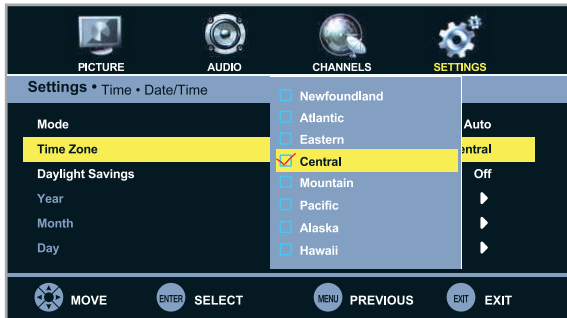 PICTURE AUDIO CHANNELS SETTINGS
Settings • Time • Date/Time
Newfoundland
Atlantic
Eastern
Central
Mountain
Pacific
Alaska
Hawaii
Mode Auto
Time Zone entral
Daylight Savings Off
Year
Month
Day
MOVE ENTER SELECT MENU PREVIOUS EXIT EXIT